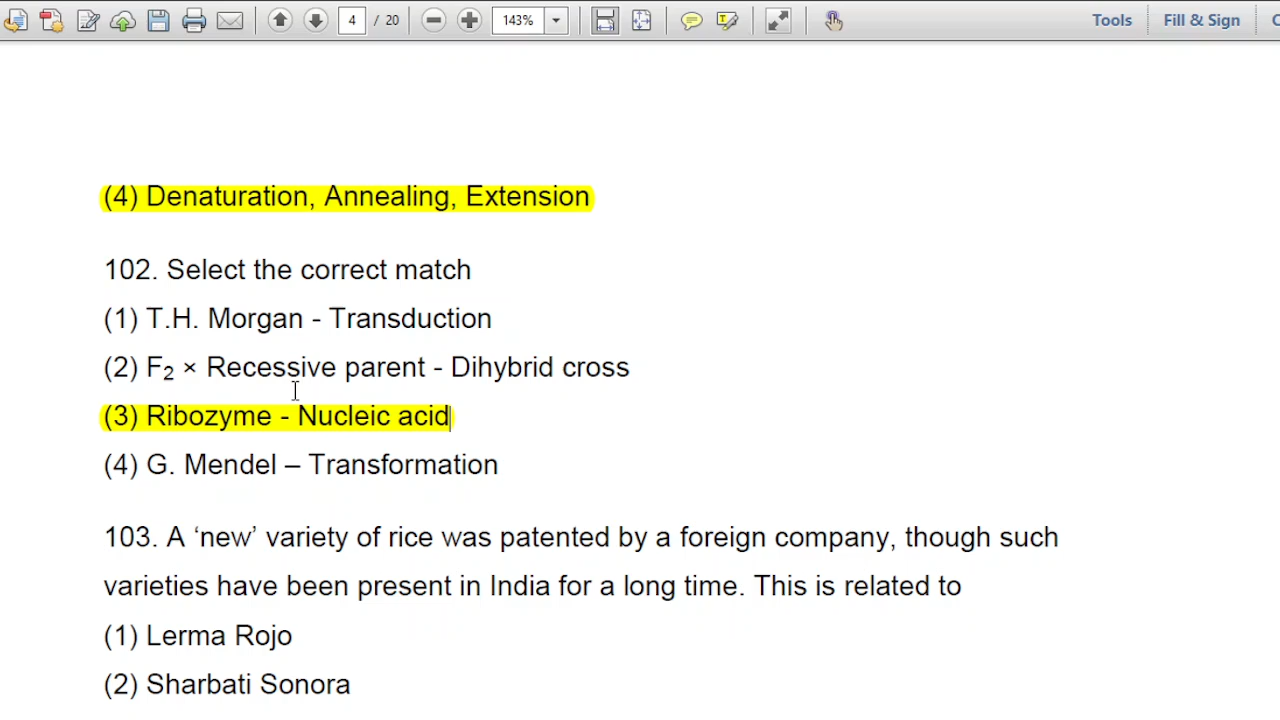 4 / 20 143% Tools Fill & Sign
(4) Denaturation, Annealing, Extension
102. Select the correct match
(1) T.H. Morgan - Transduction
(2) F₂ × Recessive parent - Dihybrid cross
(3) Ribozyme - Nucleic acid
(4) G. Mendel – Transformation
103. A ‘new’ variety of rice was patented by a foreign company, though such
varieties have been present in India for a long time. This is related to
(1) Lerma Rojo
(2) Sharbati Sonora